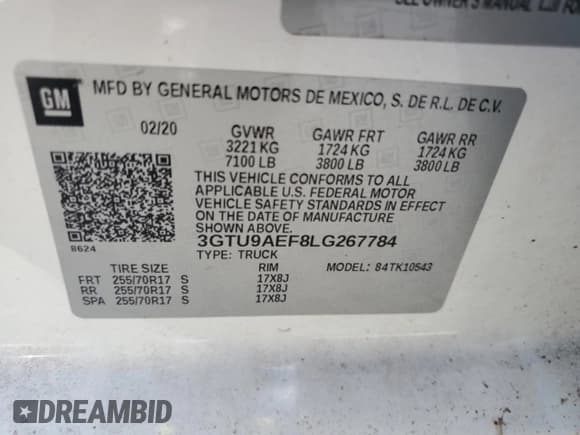 SEE OWNER'S MANUAL
GM
MFD BY GENERAL MOTORS DE MEXICO, S. DE R.L. DE C.V.
02/20 GVWR GAWR FRT GAWR RR
3221 KG 1724 KG 1724 KG
7100 LB 3800 LB 3800 LB
THIS VEHICLE CONFORMS TO ALL
APPLICABLE U.S. FEDERAL MOTOR
VEHICLE SAFETY STANDARDS IN EFFECT
ON THE DATE OF MANUFACTURE
SHOWN ABOVE.
8624
3GTU9AEF8LG267784
TYPE: TRUCK
TIRE SIZE RIM MODEL: 84TK10543
FRT 255/70R17 S 17X8J
RR 255/70R17 S 17X8J
SPA 255/70R17 S 17X8J
DREAMBID